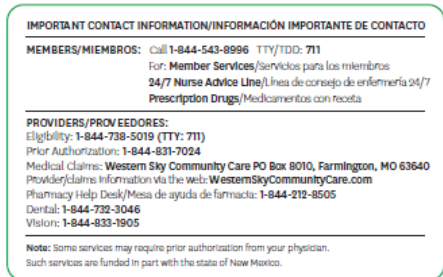 IMPORTANT CONTACT INFORMATION/INFORMACIÓN IMPORTANTE DE CONTACTO
MEMBERS/MIEMBROS: Call 1-844-543-8996 TTY/TDD: 711
For: Member Services/Servicios para los miembros
24/7 Nurse Advice Line/Línea de consejo de enfermería 24/7
Prescription Drugs/Medicamentos con receta
PROVIDERS/PROVEEDORES:
Eligibility: 1-844-738-5019 (TTY: 711)
Prior Authorization: 1-844-831-7024
Medical Claims: Western Sky Community Care PO Box 8010, Farmington, MO 63640
Provider/claims information via the web: WesternSkyCommunityCare.com
Pharmacy Help Desk/Mesa de ayuda de farmacia: 1-844-212-8505
Dental: 1-844-732-3046
Vision: 1-844-833-1905
Note: Some services may require prior authorization from your physician.
Such services are funded in part with the state of New Mexico.